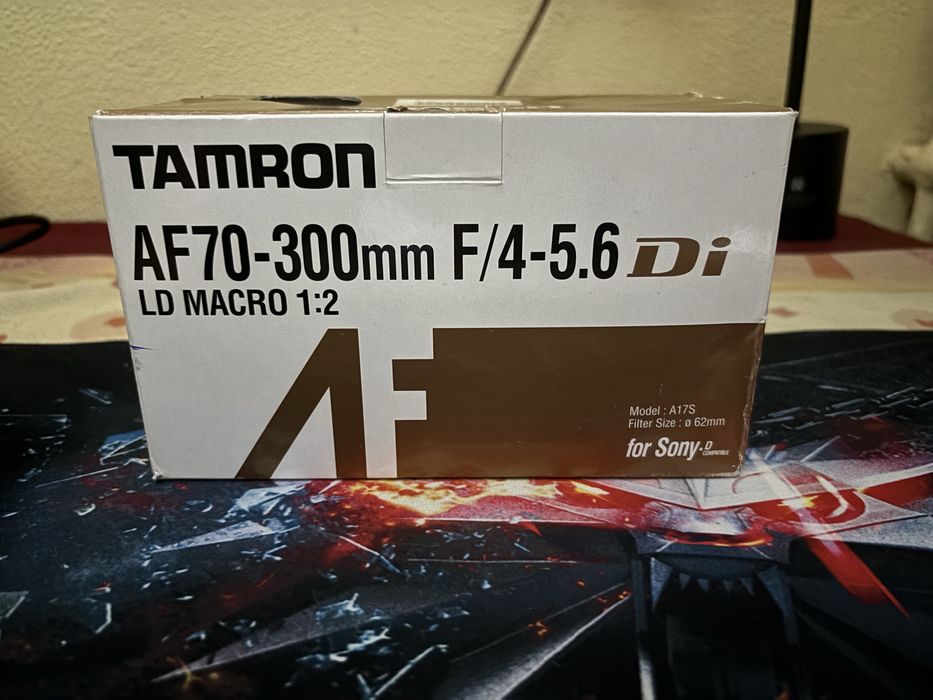 TAMRON
AF70-300mm F/4-5.6 Di
LD MACRO 1:2
AF
Model : A17S
Filter Size : ø 62mm
for Sony·D
COMPATIBLE